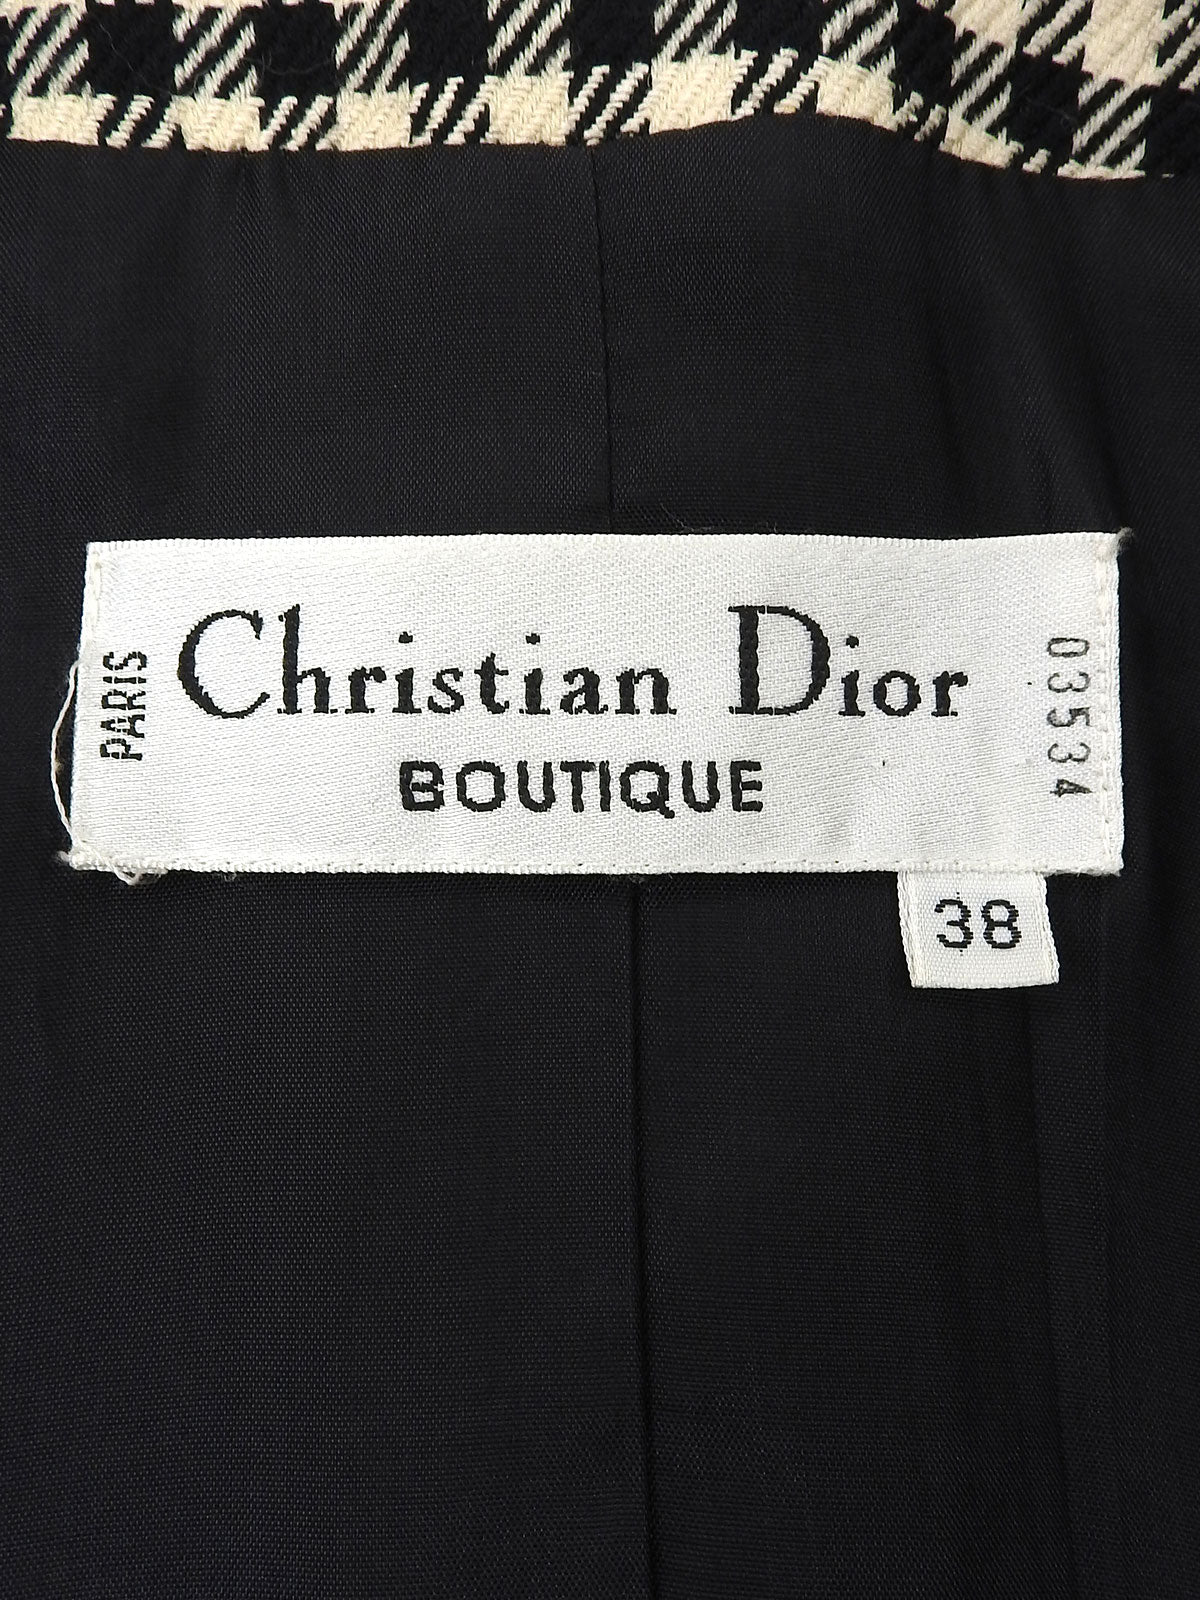 PARIS
Christian Dior
BOUTIQUE
03534
38